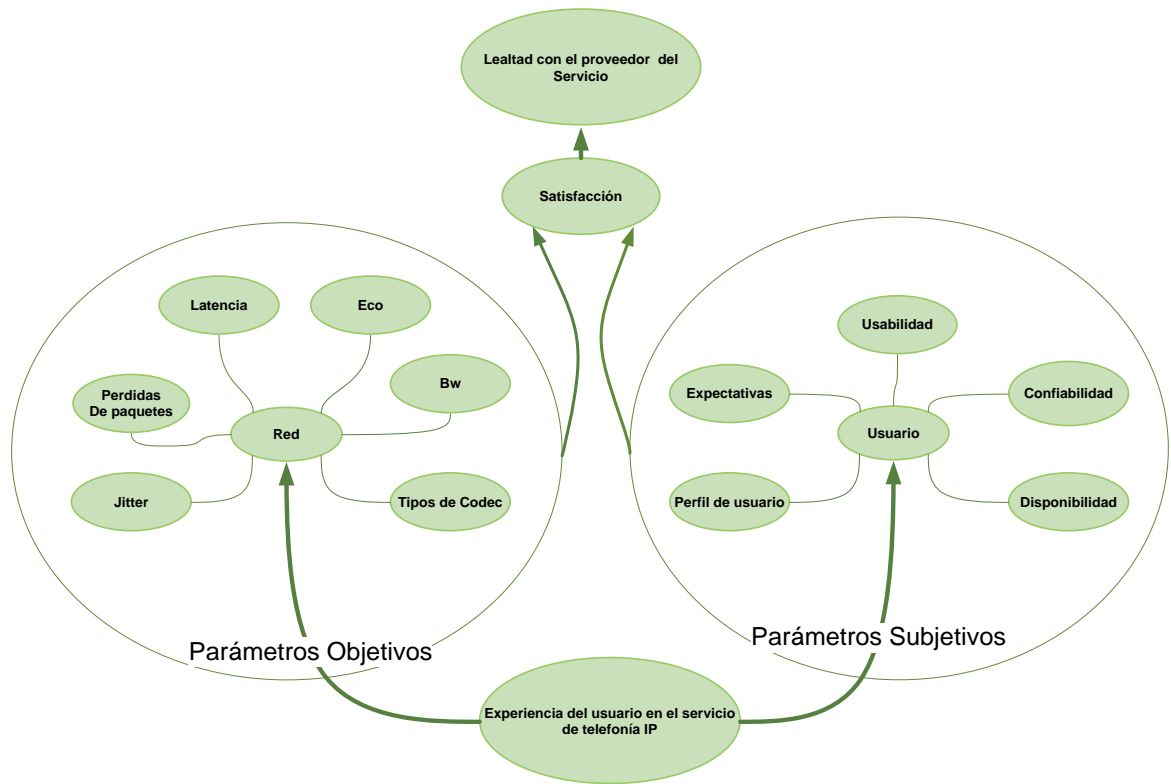 Lealtad con el proveedor del
Servicio
Satisfacción
Latencia
Eco
Perdidas
De paquetes
Bw
Red
Jitter
Tipos de Codec
Parámetros Objetivos
Usabilidad
Expectativas
Confiabilidad
Usuario
Perfil de usuario
Disponibilidad
Parámetros Subjetivos
Experiencia del usuario en el servicio
de telefonía IP